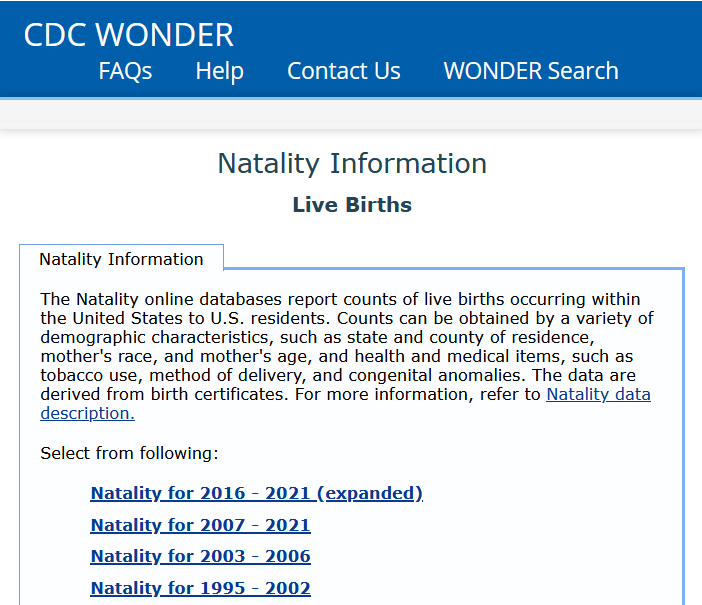 CDC WONDER
FAQs Help Contact Us WONDER Search
Natality Information
Live Births
Natality Information
The Natality online databases report counts of live births occurring within
the United States to U.S. residents. Counts can be obtained by a variety of
demographic characteristics, such as state and county of residence,
mother's race, and mother's age, and health and medical items, such as
tobacco use, method of delivery, and congenital anomalies. The data are
derived from birth certificates. For more information, refer to Natality data
description.
Select from following:
Natality for 2016 - 2021 (expanded)
Natality for 2007 - 2021
Natality for 2003 - 2006
Natality for 1995 - 2002